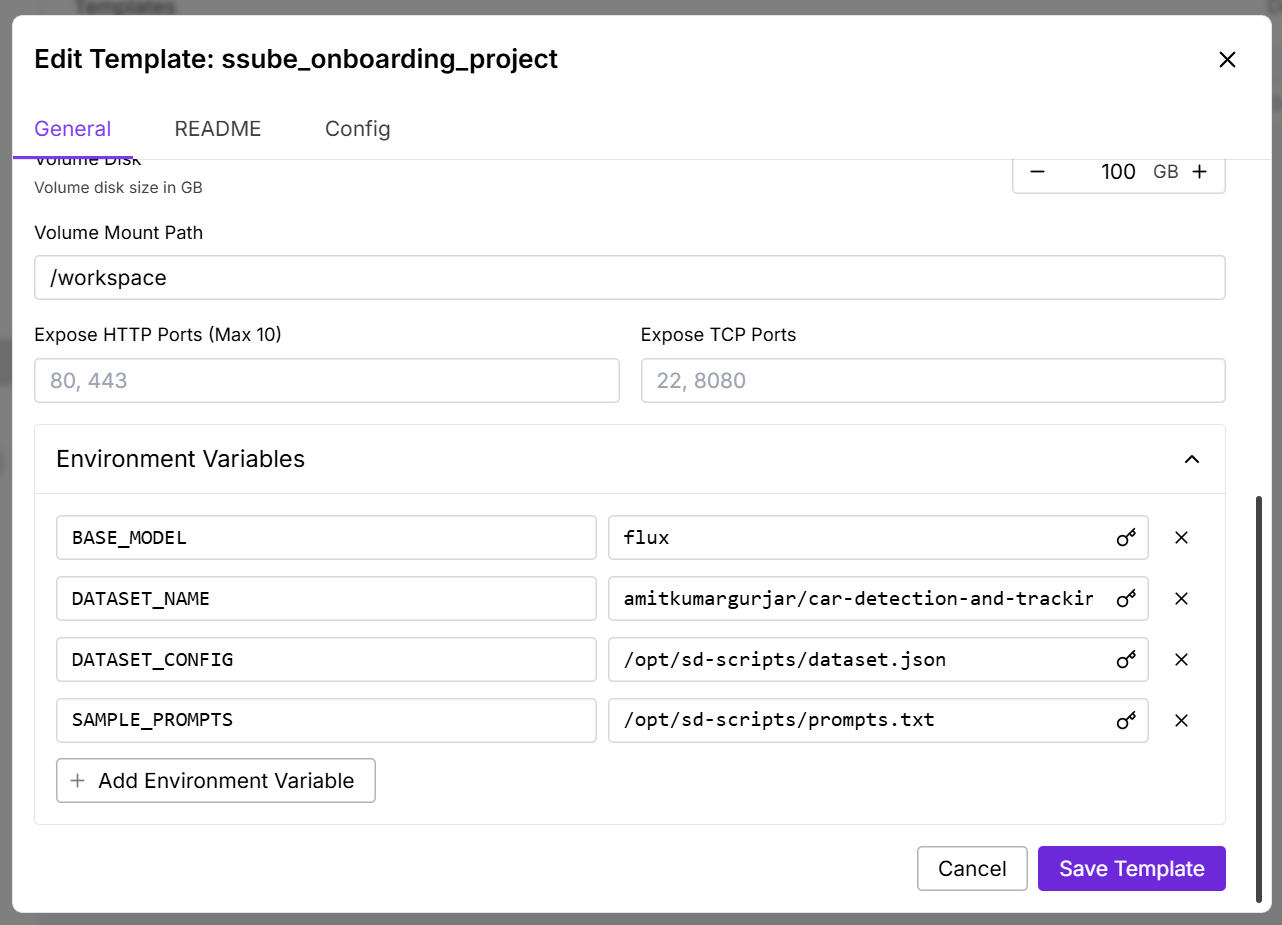 Templates
Edit Template: ssube_onboarding_project
General README Config
Volume Disk
100 GB
Volume disk size in GB
Volume Mount Path
/workspace
Expose HTTP Ports (Max 10) Expose TCP Ports
80, 443 22, 8080
Environment Variables
BASE_MODEL flux
DATASET_NAME amitkumargurjar/car-detection-and-trackin
DATASET_CONFIG /opt/sd-scripts/dataset.json
SAMPLE_PROMPTS /opt/sd-scripts/prompts.txt
+ Add Environment Variable
Cancel Save Template